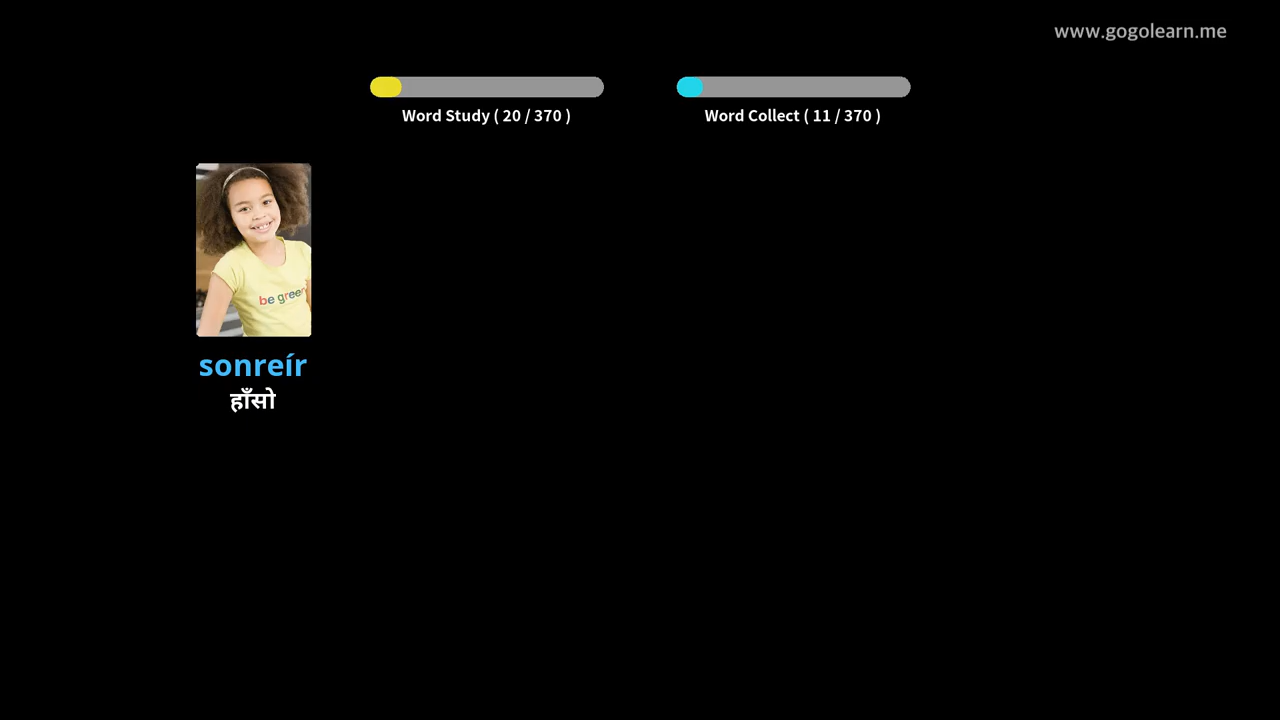 www.gogolearn.me
Word Study ( 20 / 370 )
Word Collect ( 11 / 370 )
be green
sonreír
हाँसो